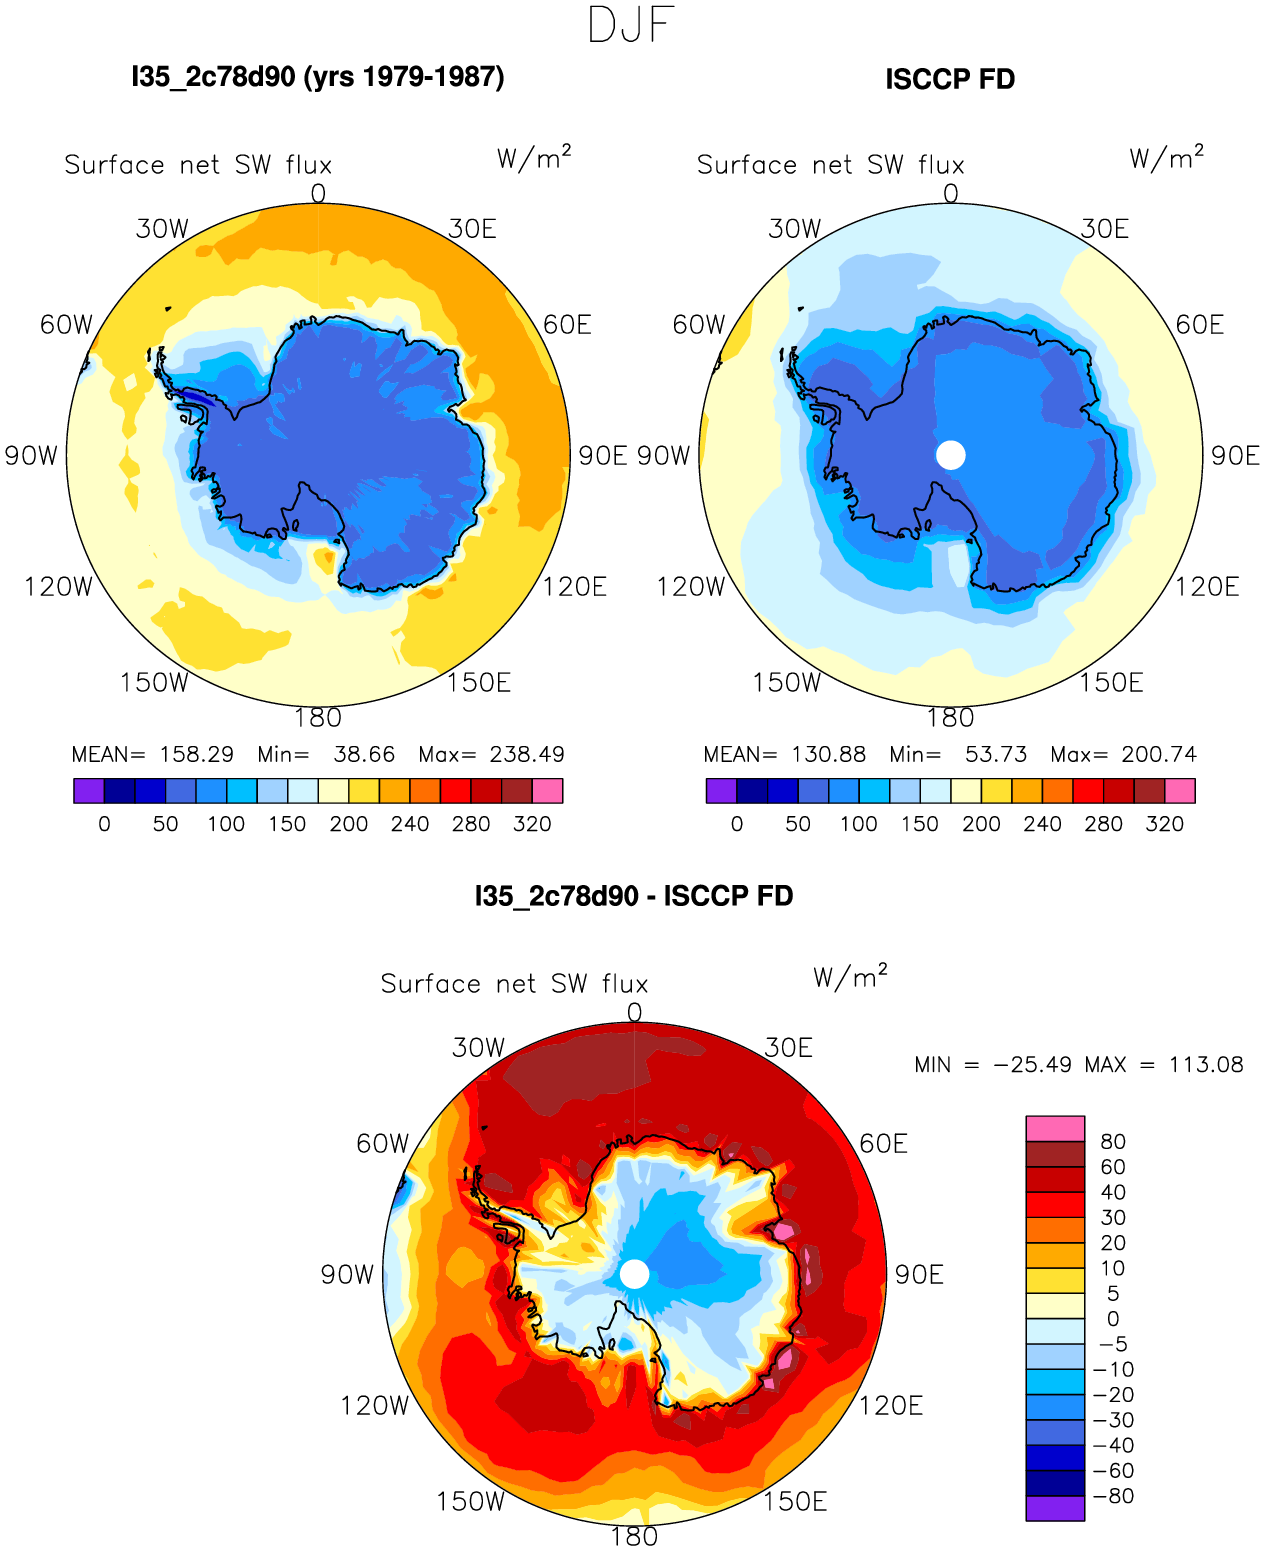 DJF
I35_2c78d90 (yrs 1979-1987)
ISCCP FD
Surface net SW flux
W/m²
Surface net SW flux
W/m²
0
30W
30E
60W
60E
90W
90E
120W
120E
150W
150E
180
0
30W
30E
60W
60E
90W
90E
120W
120E
150W
150E
180
MEAN= 158.29 Min= 38.66 Max= 238.49
MEAN= 130.88 Min= 53.73 Max= 200.74
0 50 100 150 200 240 280 320
0 50 100 150 200 240 280 320
I35_2c78d90 - ISCCP FD
Surface net SW flux
W/m²
0
30W
30E
60W
60E
90W
90E
120W
120E
150W
150E
180
MIN = −25.49 MAX = 113.08
80
60
40
30
20
10
5
0
−5
−10
−20
−30
−40
−60
−80